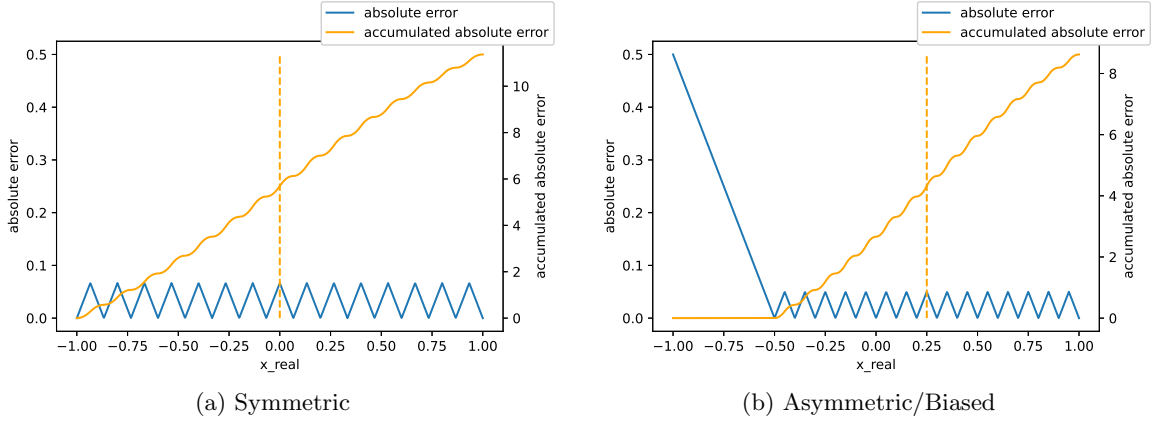 absolute error
accumulated absolute error
0.5
0.4
0.3
0.2
0.1
0.0
absolute error
10
8
6
4
2
0
accumulated absolute error
−1.00 −0.75 −0.50 −0.25 0.00 0.25 0.50 0.75 1.00
x_real
(a) Symmetric
absolute error
accumulated absolute error
0.5
0.4
0.3
0.2
0.1
0.0
absolute error
8
6
4
2
0
accumulated absolute error
−1.00 −0.75 −0.50 −0.25 0.00 0.25 0.50 0.75 1.00
x_real
(b) Asymmetric/Biased